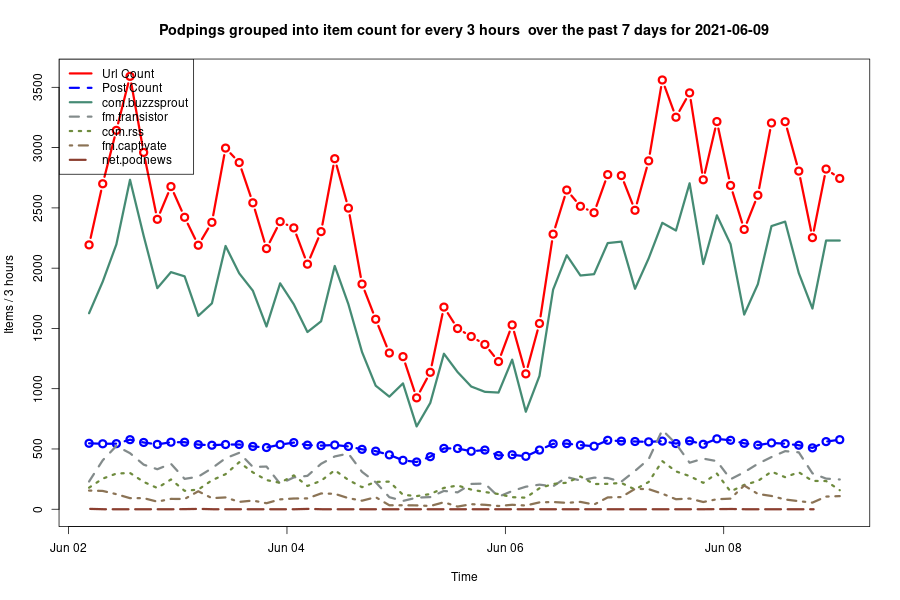 Podpings grouped into item count for every 3 hours  over the past 7 days for 2021-06-09
Url Count
Post Count
com.buzzsprout
fm.transistor
com.rss
fm.captivate
net.podnews
Items / 3 hours
3500
3000
2500
2000
1500
1000
500
0
Jun 02
Jun 04
Jun 06
Jun 08
Time